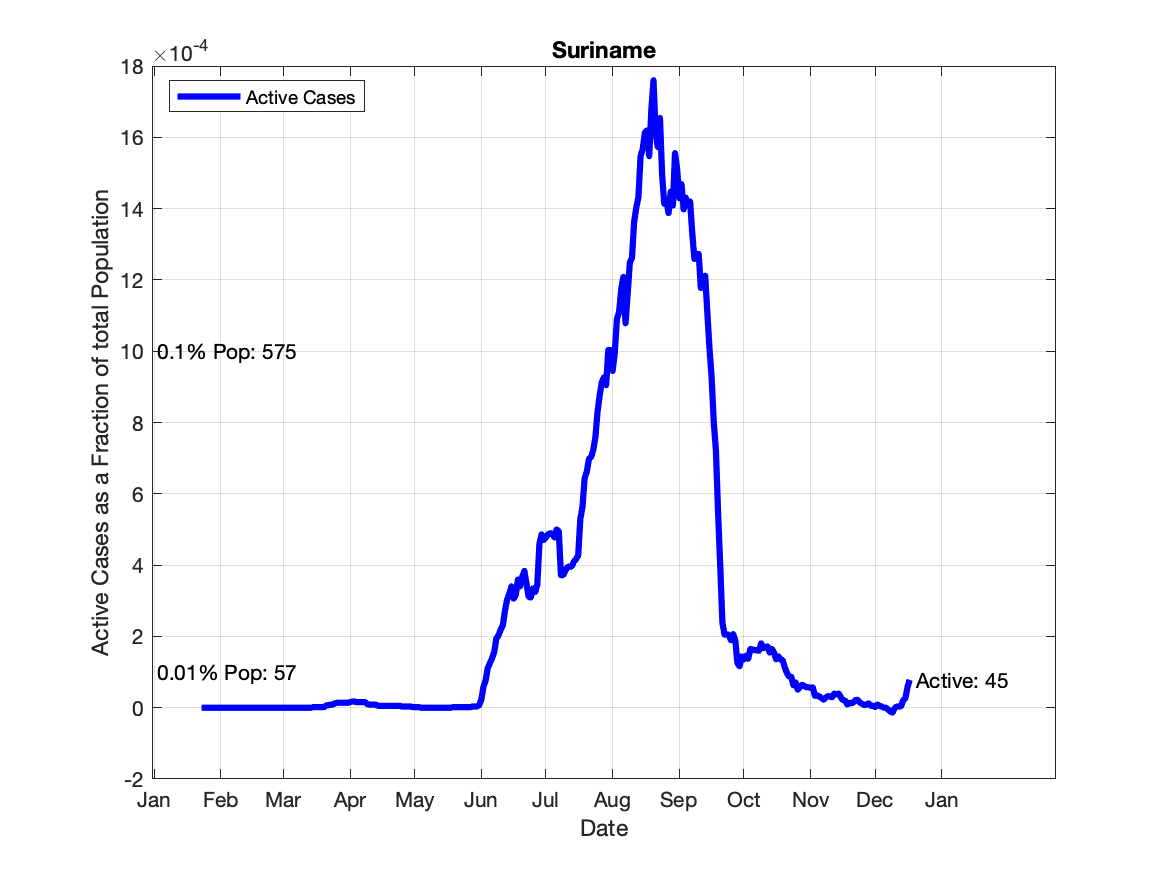 Suriname
×10-4
18
16
14
12
10
8
6
4
2
0
-2
Active Cases
0.1% Pop: 575
0.01% Pop: 57
Active: 45
Active Cases as a Fraction of total Population
Jan Feb Mar Apr May Jun Jul Aug Sep Oct Nov Dec Jan
Date